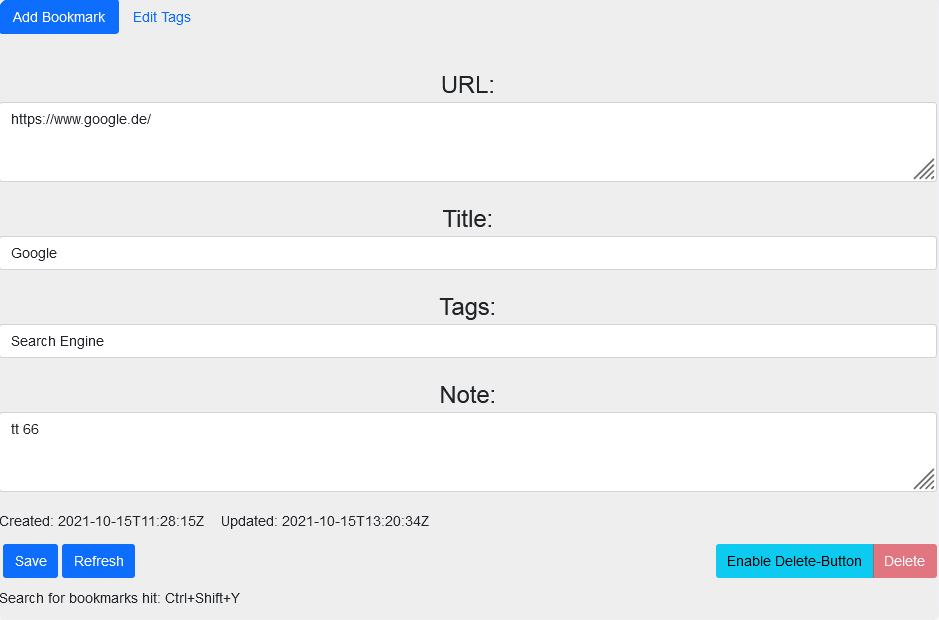 Add Bookmark Edit Tags
URL:
https://www.google.de/
Title:
Google
Tags:
Search Engine
Note:
tt 66
Created: 2021-10-15T11:28:15Z Updated: 2021-10-15T13:20:34Z
Save Refresh Enable Delete-Button Delete
Search for bookmarks hit: Ctrl+Shift+Y